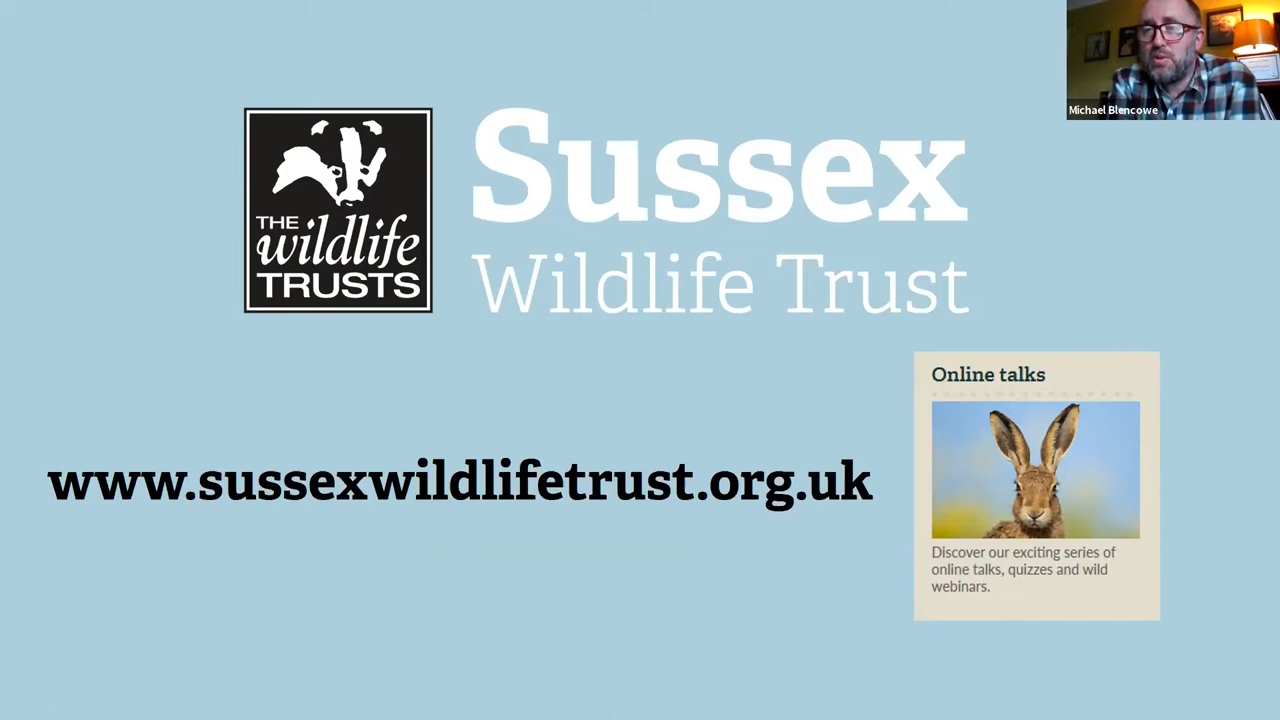 Michael Blencowe
THE
wildlife
TRUSTS
Sussex
Wildlife Trust
Online talks
www.sussexwildlifetrust.org.uk
Discover our exciting series of
online talks, quizzes and wild
webinars.